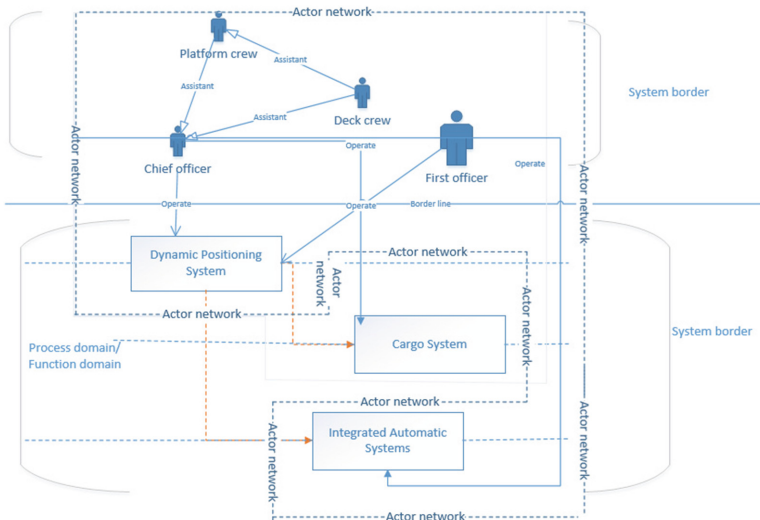 Actor network
Platform crew
Assistant
Assistant
System border
Deck crew
Assistant
Actor network
Operate
Chief officer
First officer
Operate
Actor network
Operate
Operate
Border line
Dynamic Positioning
System
Actor network
Actor
network
Actor network
Process domain/
Function domain
Cargo System
Actor network
System border
Actor network
Actor network
Integrated Automatic
Systems
Actor network
Actor network